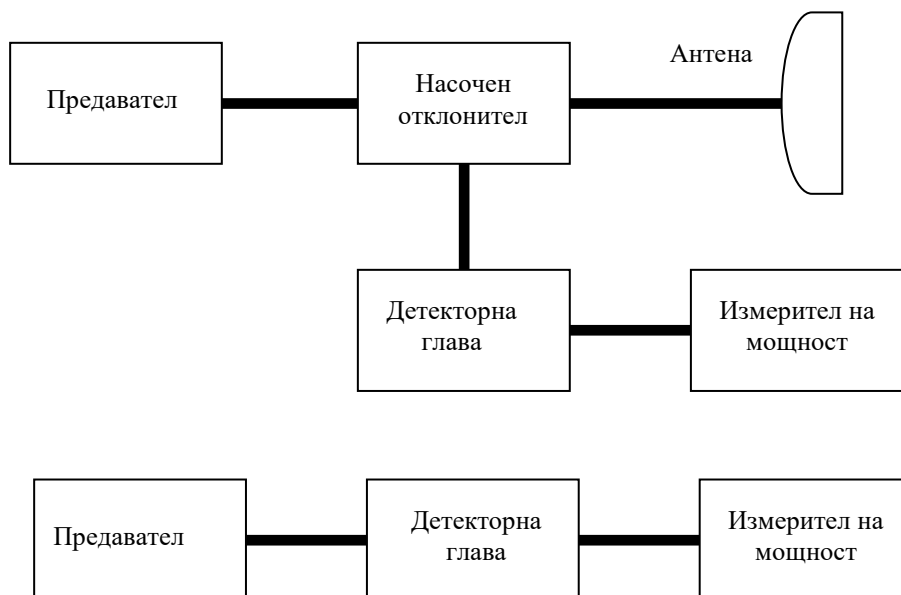 Антена
Предавател
Насочен
отклонител
Детекторна
глава
Измерител на
мощност
Предавател
Детекторна
глава
Измерител на
мощност